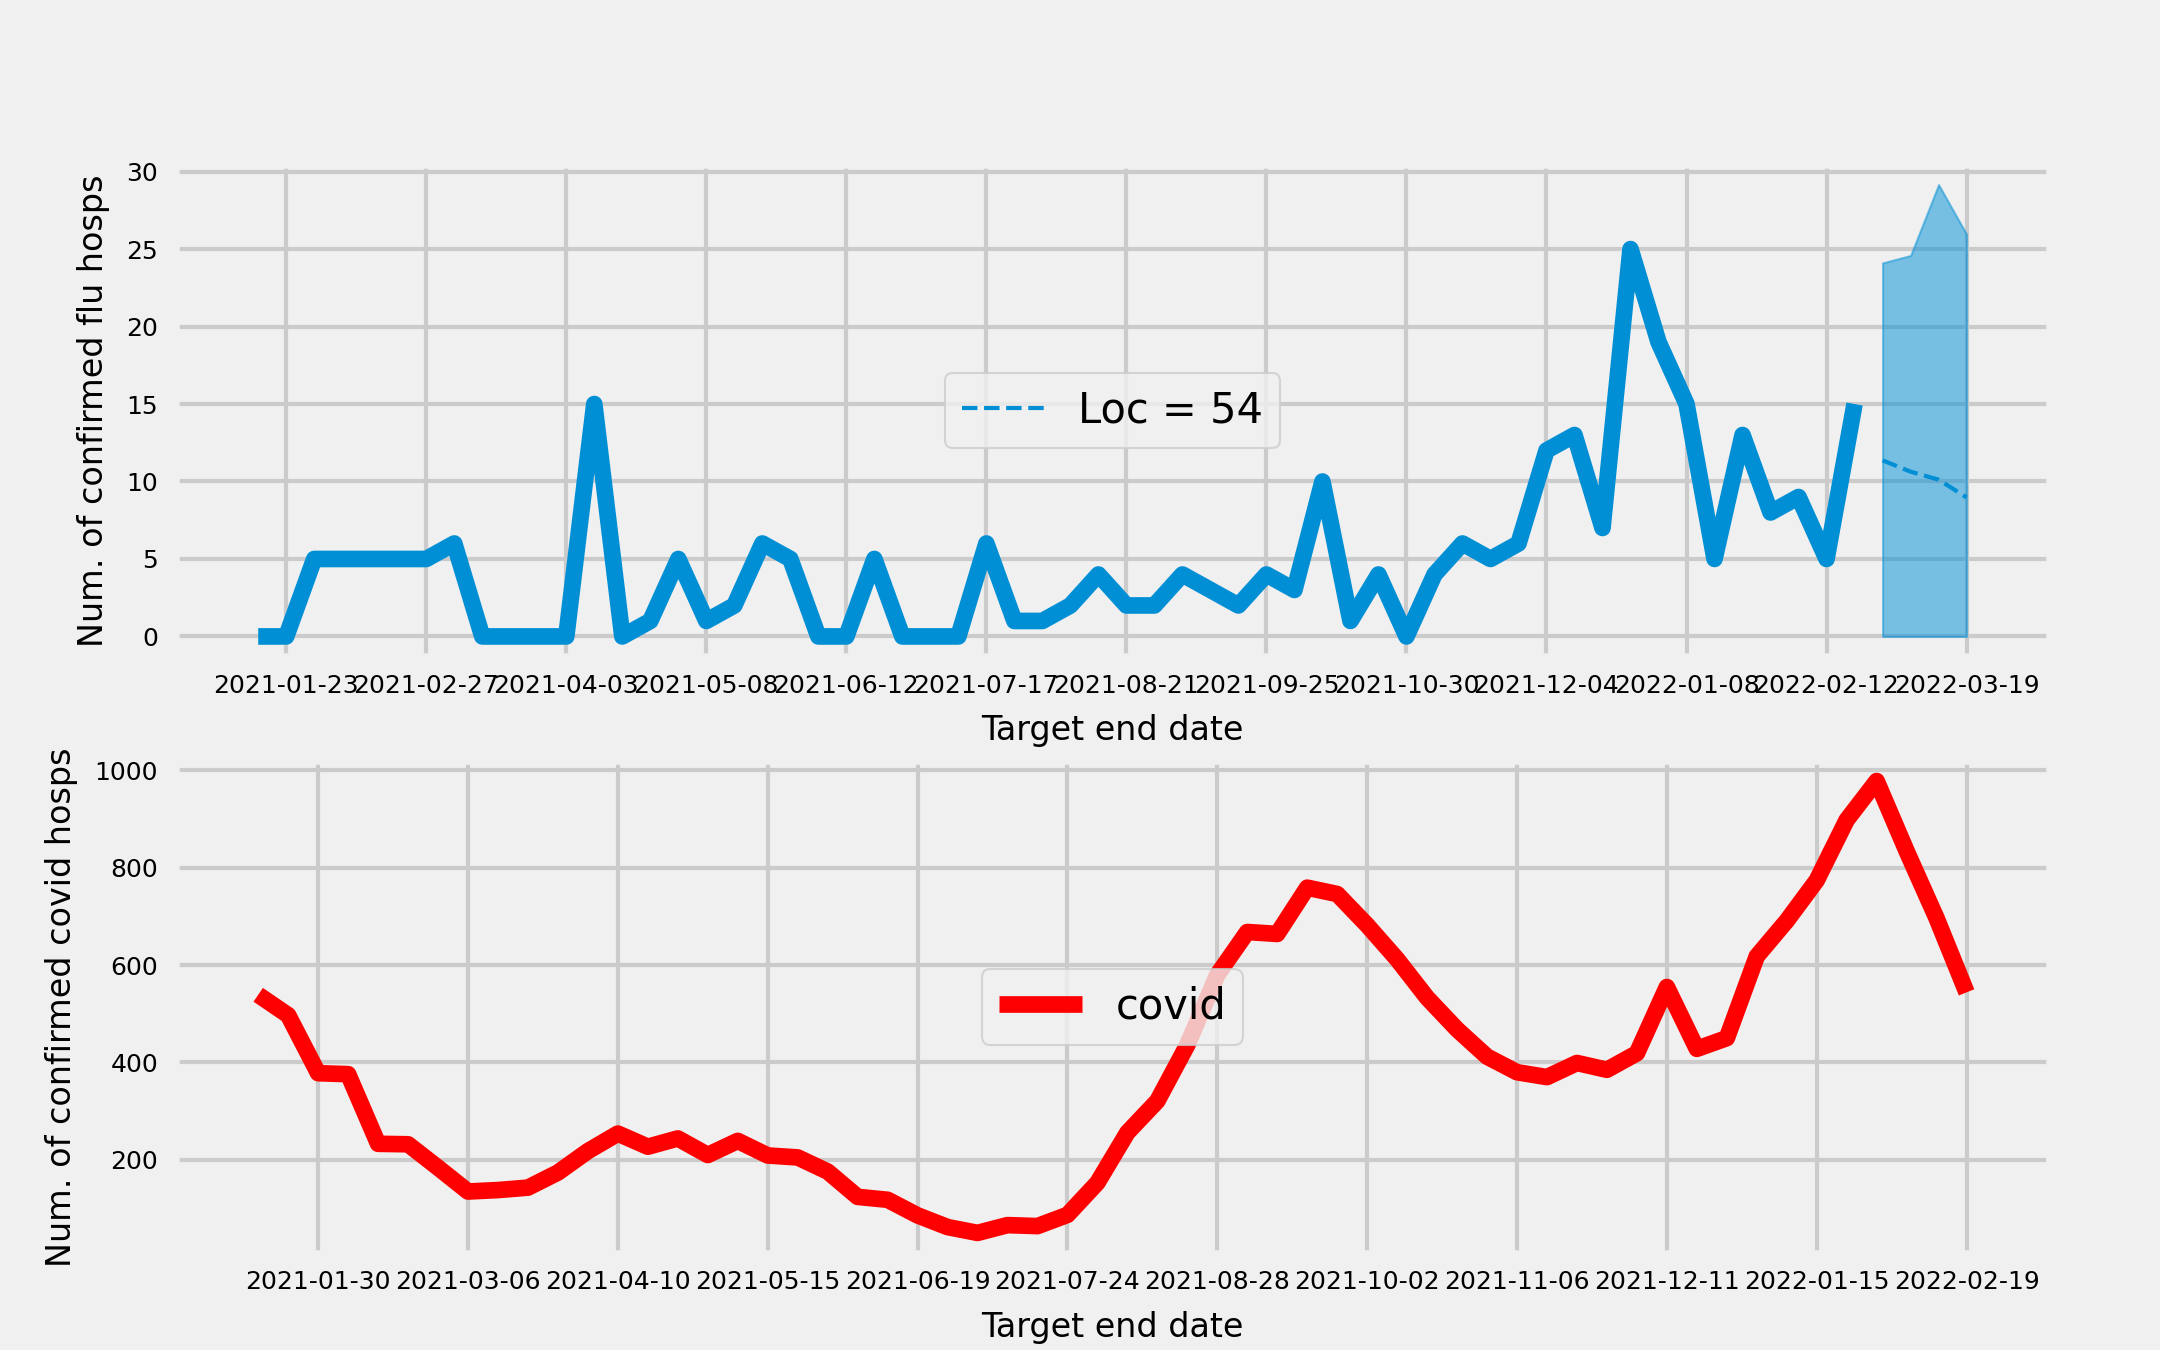 30
25
20
15
10
5
0
Num. of confirmed flu hosps
Loc = 54
2021-01-23 2021-02-27 2021-04-03 2021-05-08 2021-06-12 2021-07-17 2021-08-21 2021-09-25 2021-10-30 2021-12-04 2022-01-08 2022-02-12 2022-03-19
Target end date
1000
800
600
400
200
Num. of confirmed covid hosps
covid
2021-01-30 2021-03-06 2021-04-10 2021-05-15 2021-06-19 2021-07-24 2021-08-28 2021-10-02 2021-11-06 2021-12-11 2022-01-15 2022-02-19
Target end date